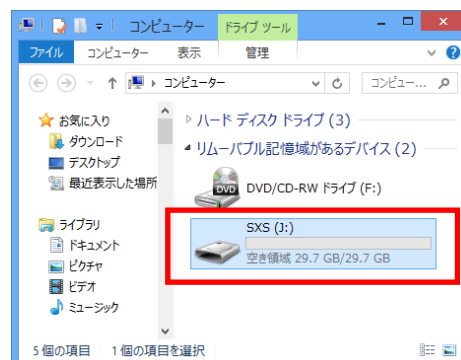 コンピューター
ドライブ ツール
ファイル
コンピューター
表示
管理
コンピューター
コンピュー...
お気に入り
ダウンロード
デスクトップ
最近表示した場所
ライブラリ
ドキュメント
ピクチャ
ビデオ
ミュージック
ハード ディスク ドライブ (3)
リムーバブル記憶域があるデバイス (2)
DVD
DVD/CD-RW ドライブ (F:)
SXS (J:)
空き領域 29.7 GB/29.7 GB
5 個の項目
1 個の項目を選択